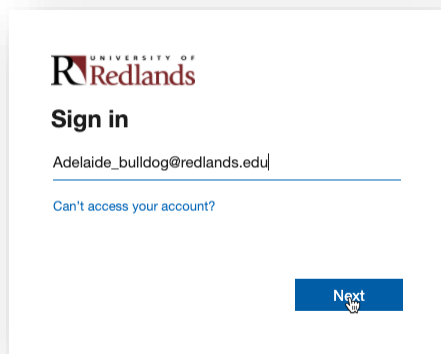 UNIVERSITY OF
Redlands
Sign in
Adelaide_bulldog@redlands.edu
Can't access your account?
Next